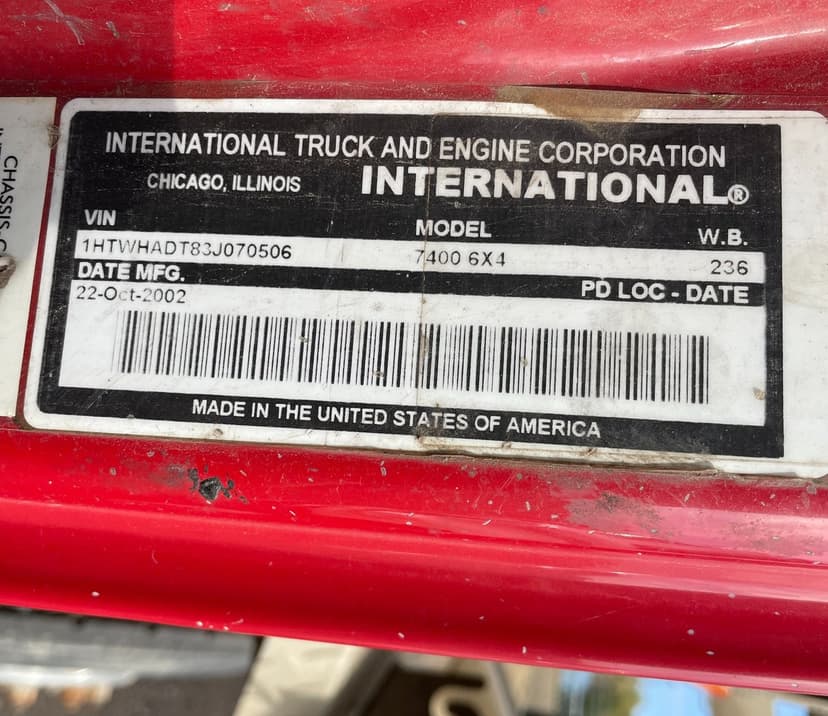 INTERNATIONAL TRUCK AND ENGINE CORPORATION
CHICAGO, ILLINOIS INTERNATIONAL®
VIN MODEL W.B.
1HTWHADT83J070506 7400 6X4 236
DATE MFG. PD LOC - DATE
22-Oct-2002
MADE IN THE UNITED STATES OF AMERICA
CHASSIS